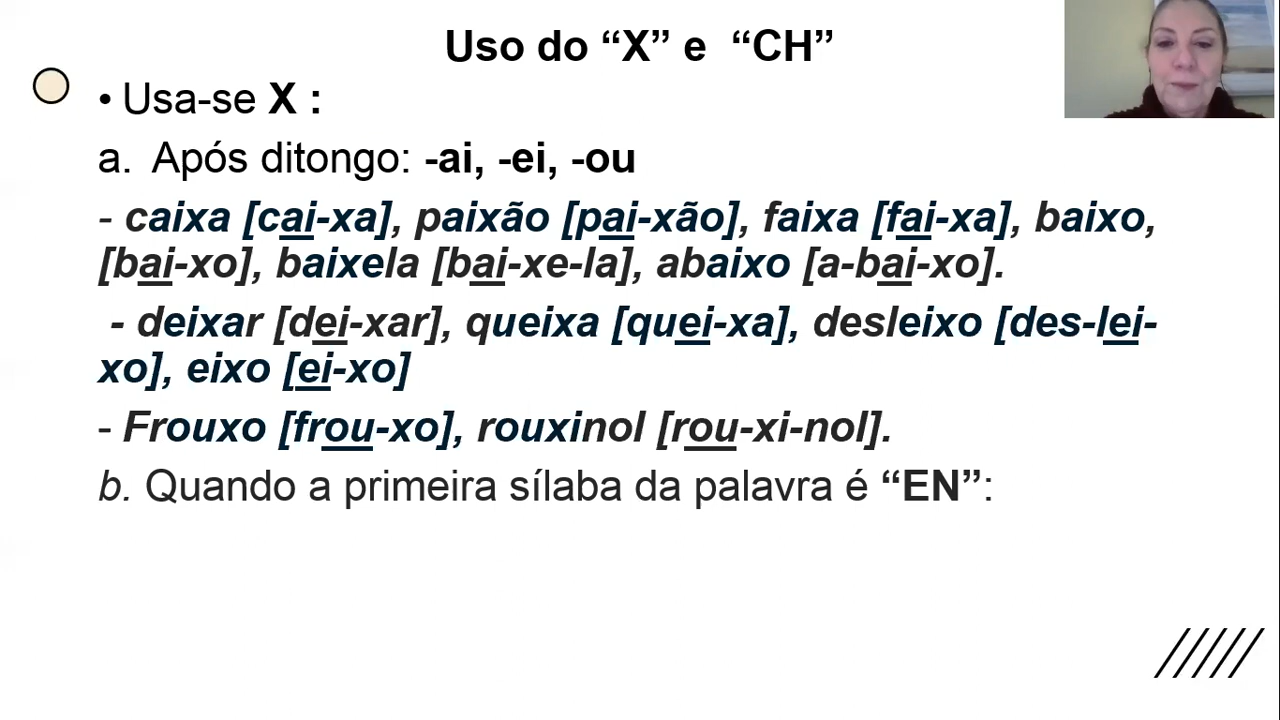 Uso do “X” e “CH”
• Usa-se X :
a. Após ditongo: -ai, -ei, -ou
- caixa [cai-xa], paixão [pai-xão], faixa [fai-xa], baixo,
[bai-xo], baixela [bai-xe-la], abaixo [a-bai-xo].
- deixar [dei-xar], queixa [quei-xa], desleixo [des-lei-
xo], eixo [ei-xo]
- Frouxo [frou-xo], rouxinol [rou-xi-nol].
b. Quando a primeira sílaba da palavra é “EN”: